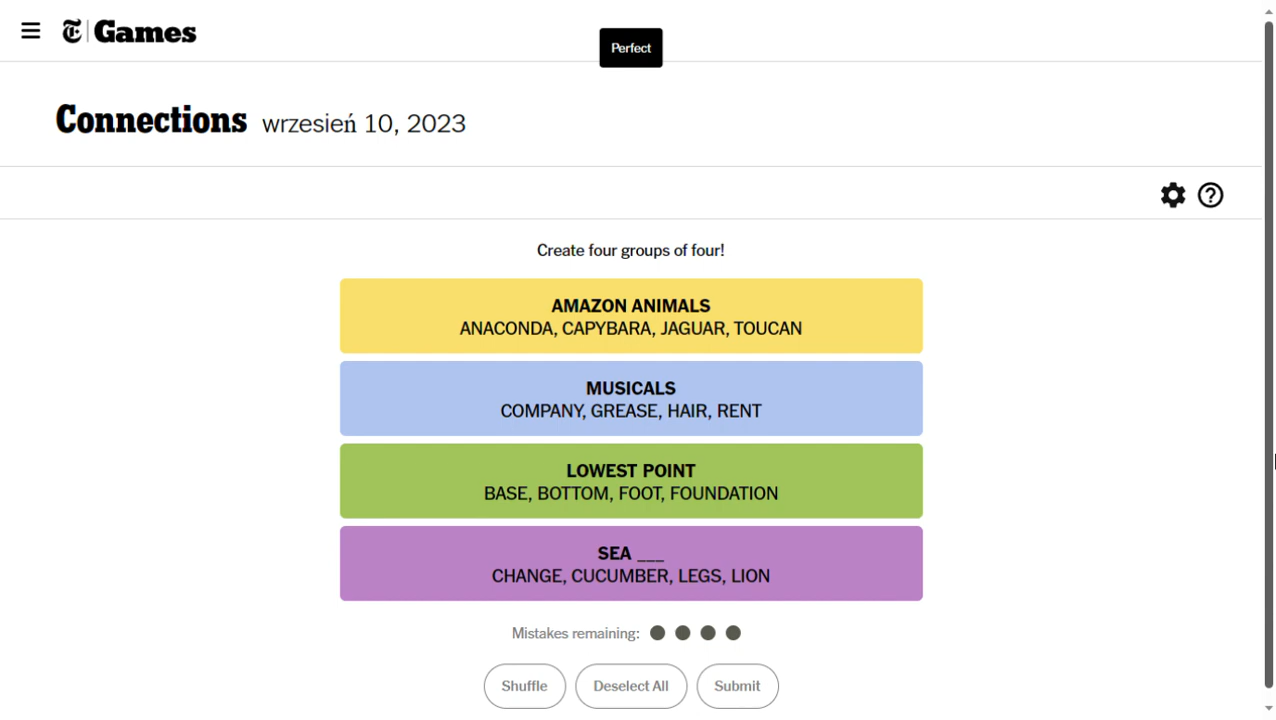 Games
Perfect
Connections wrzesień 10, 2023
Create four groups of four!
AMAZON ANIMALS
ANACONDA, CAPYBARA, JAGUAR, TOUCAN
MUSICALS
COMPANY, GREASE, HAIR, RENT
LOWEST POINT
BASE, BOTTOM, FOOT, FOUNDATION
SEA ___
CHANGE, CUCUMBER, LEGS, LION
Mistakes remaining:
Shuffle Deselect All Submit